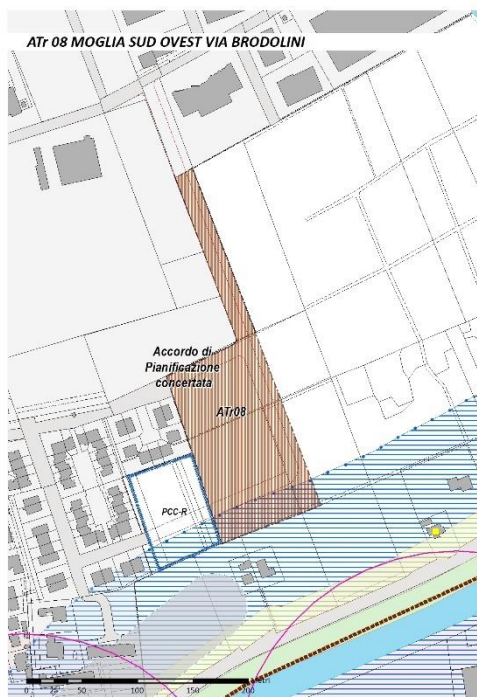 ATr 08 MOGLIA SUD OVEST VIA BRODOLINI
Accordo di
Pianificazione
concertata
ATr08
PCC-R
0 50 100 150 200